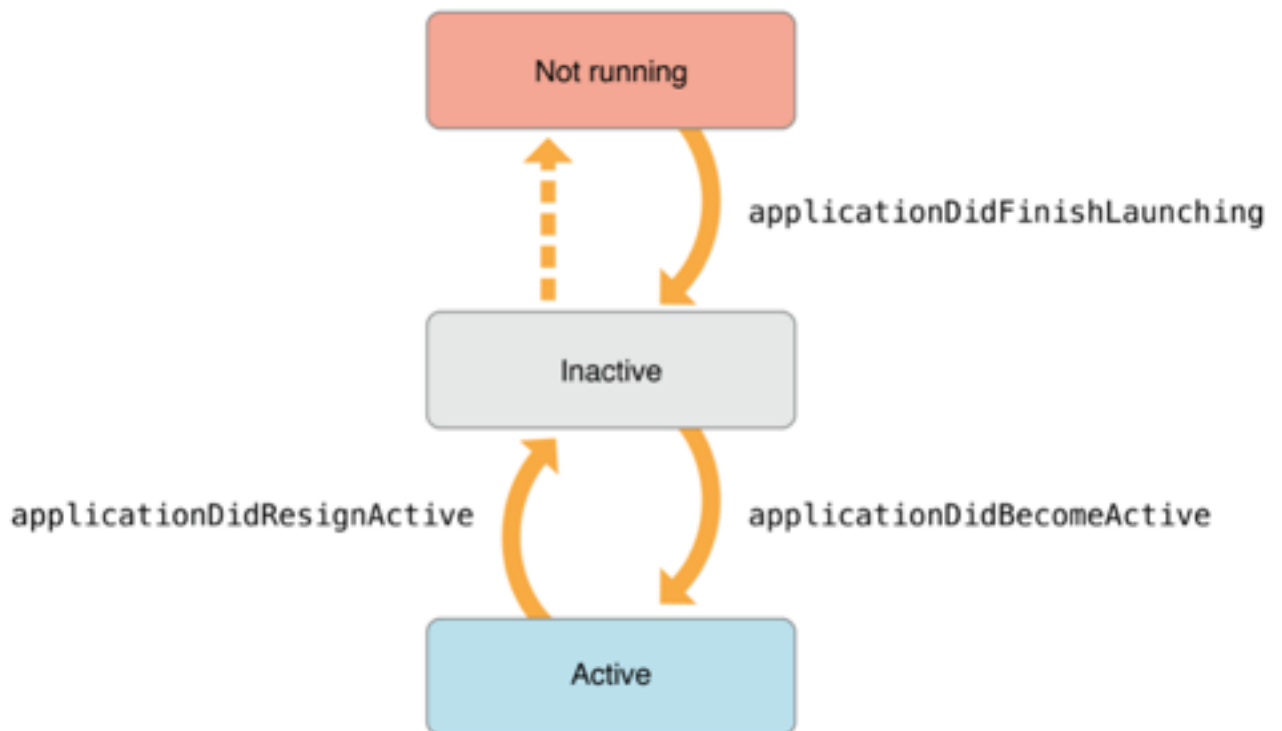 Not running
applicationDidFinishLaunching
Inactive
applicationDidResignActive
applicationDidBecomeActive
Active